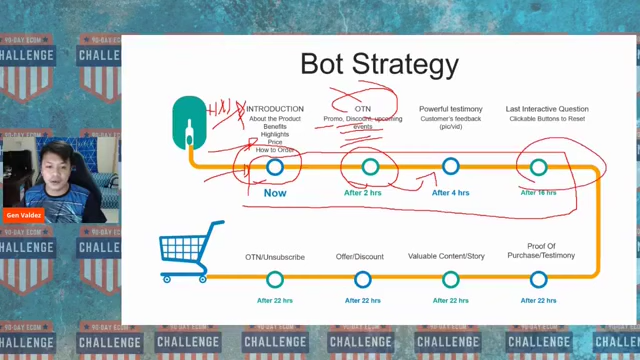 Bot Strategy
INTRODUCTION
About the Product
Benefits
Highlights
Price
How to Order
OTN
Promo, Discount, upcoming
events
Powerful testimony
Customer's feedback
(pic/vid)
Last Interactive Question
Clickable Buttons to Reset
Now
After 2 hrs
After 4 hrs
After 16 hrs
OTN/Unsubscribe
Offer/Discount
Valuable Content/Story
Proof Of
Purchase/Testimony
After 22 hrs
After 22 hrs
After 22 hrs
After 22 hrs
Gen Valdez
90-DAY ECOM
CHALLENGE